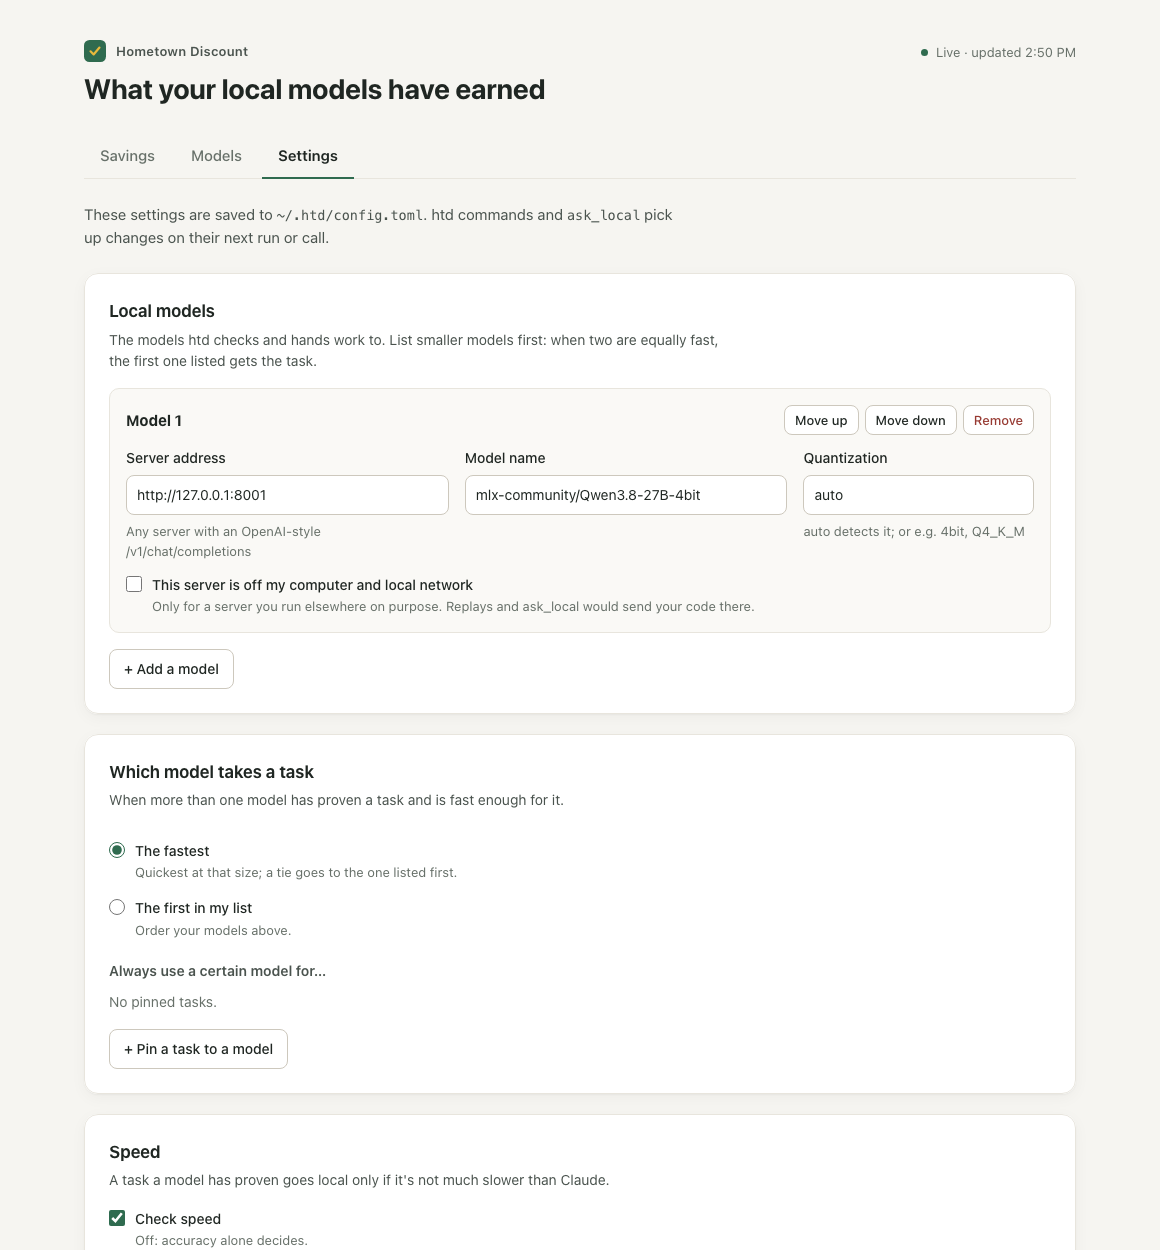 Hometown Discount
Live · updated 2:50 PM
What your local models have earned
Savings
Models
Settings
These settings are saved to ~/.htd/config.toml. htd commands and ask_local pick
up changes on their next run or call.
Local models
The models htd checks and hands work to. List smaller models first: when two are equally fast,
the first one listed gets the task.
Model 1
Move up
Move down
Remove
Server address
Model name
Quantization
http://127.0.0.1:8001
mlx-community/Qwen3.8-27B-4bit
auto
Any server with an OpenAI-style
/v1/chat/completions
auto detects it; or e.g. 4bit, Q4_K_M
This server is off my computer and local network
Only for a server you run elsewhere on purpose. Replays and ask_local would send your code there.
+ Add a model
Which model takes a task
When more than one model has proven a task and is fast enough for it.
The fastest
Quickest at that size; a tie goes to the one listed first.
The first in my list
Order your models above.
Always use a certain model for...
No pinned tasks.
+ Pin a task to a model
Speed
A task a model has proven goes local only if it's not much slower than Claude.
Check speed
Off: accuracy alone decides.